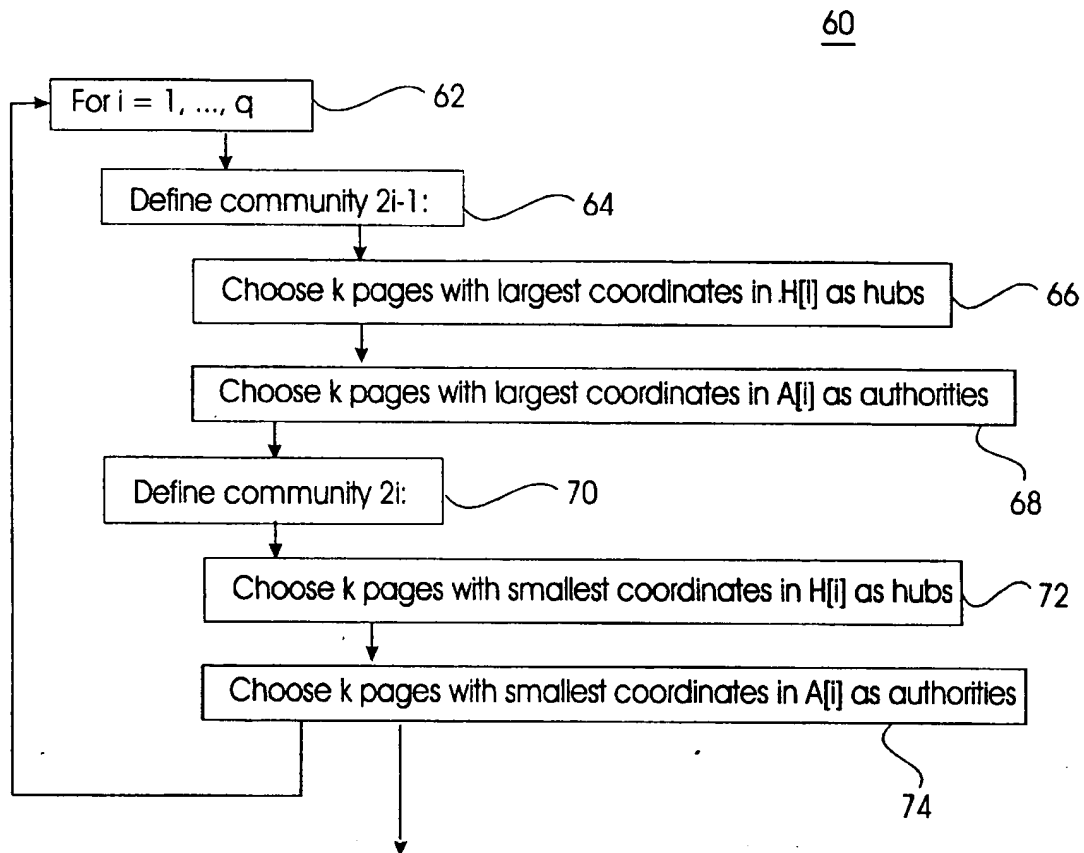 60
For i = 1, ..., q
62
Define community 2i-1:
64
Choose k pages with largest coordinates in H[i] as hubs
66
Choose k pages with largest coordinates in A[i] as authorities
68
Define community 2i:
70
Choose k pages with smallest coordinates in H[i] as hubs
72
Choose k pages with smallest coordinates in A[i] as authorities
74